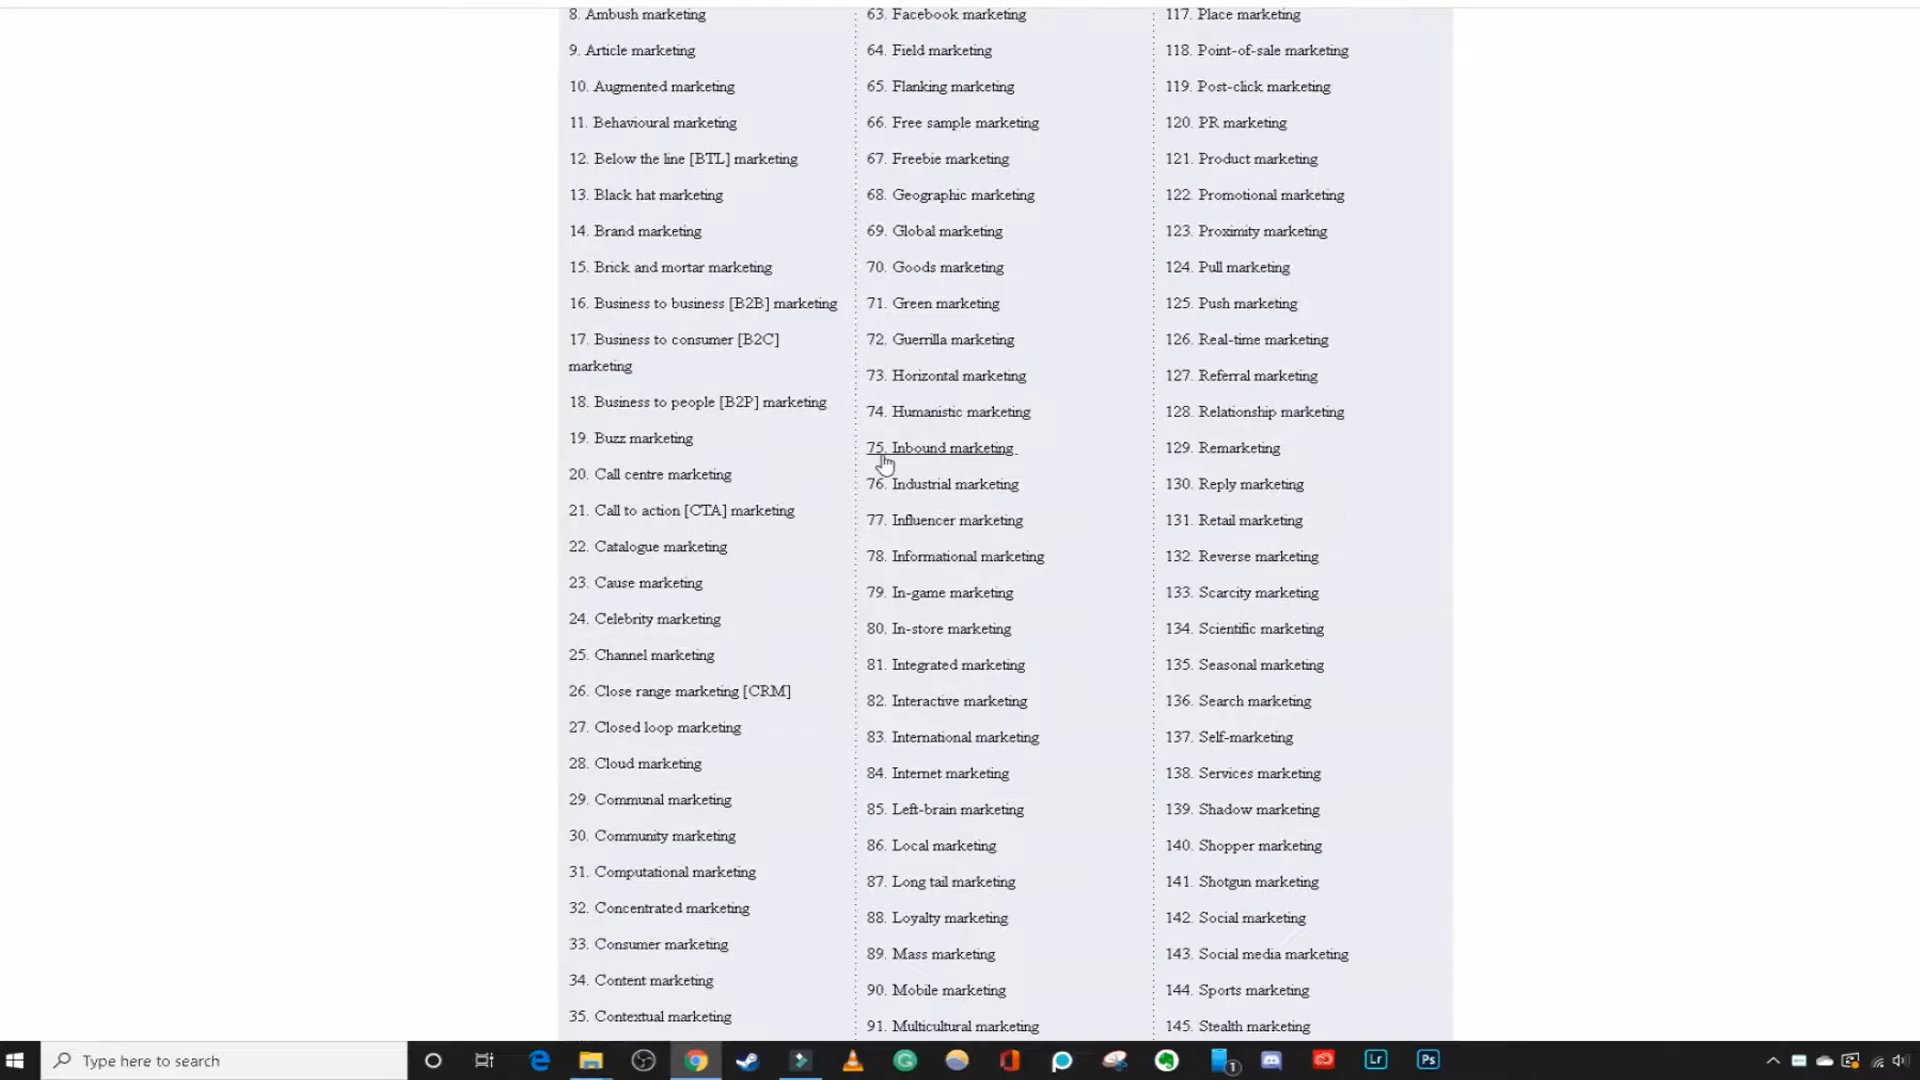 8. Ambush marketing
9. Article marketing
10. Augmented marketing
11. Behavioural marketing
12. Below the line [BTL] marketing
13. Black hat marketing
14. Brand marketing
15. Brick and mortar marketing
16. Business to business [B2B] marketing
17. Business to consumer [B2C]
marketing
18. Business to people [B2P] marketing
19. Buzz marketing
20. Call centre marketing
21. Call to action [CTA] marketing
22. Catalogue marketing
23. Cause marketing
24. Celebrity marketing
25. Channel marketing
26. Close range marketing [CRM]
27. Closed loop marketing
28. Cloud marketing
29. Communal marketing
30. Community marketing
31. Computational marketing
32. Concentrated marketing
33. Consumer marketing
34. Content marketing
35. Contextual marketing
63. Facebook marketing
64. Field marketing
65. Flanking marketing
66. Free sample marketing
67. Freebie marketing
68. Geographic marketing
69. Global marketing
70. Goods marketing
71. Green marketing
72. Guerrilla marketing
73. Horizontal marketing
74. Humanistic marketing
75. Inbound marketing
76. Industrial marketing
77. Influencer marketing
78. Informational marketing
79. In-game marketing
80. In-store marketing
81. Integrated marketing
82. Interactive marketing
83. International marketing
84. Internet marketing
85. Left-brain marketing
86. Local marketing
87. Long tail marketing
88. Loyalty marketing
89. Mass marketing
90. Mobile marketing
91. Multicultural marketing
117. Place marketing
118. Point-of-sale marketing
119. Post-click marketing
120. PR marketing
121. Product marketing
122. Promotional marketing
123. Proximity marketing
124. Pull marketing
125. Push marketing
126. Real-time marketing
127. Referral marketing
128. Relationship marketing
129. Remarketing
130. Reply marketing
131. Retail marketing
132. Reverse marketing
133. Scarcity marketing
134. Scientific marketing
135. Seasonal marketing
136. Search marketing
137. Self-marketing
138. Services marketing
139. Shadow marketing
140. Shopper marketing
141. Shotgun marketing
142. Social marketing
143. Social media marketing
144. Sports marketing
145. Stealth marketing
Type here to search
1
Lr
Ps